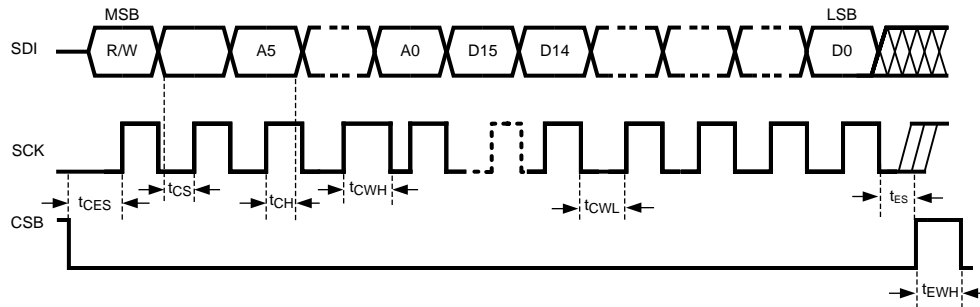 MSB LSB
SDI R/W A5 A0 D15 D14 D0
SCK
tCES tCS tCH tCWH tCWL tES
CSB
tEWH